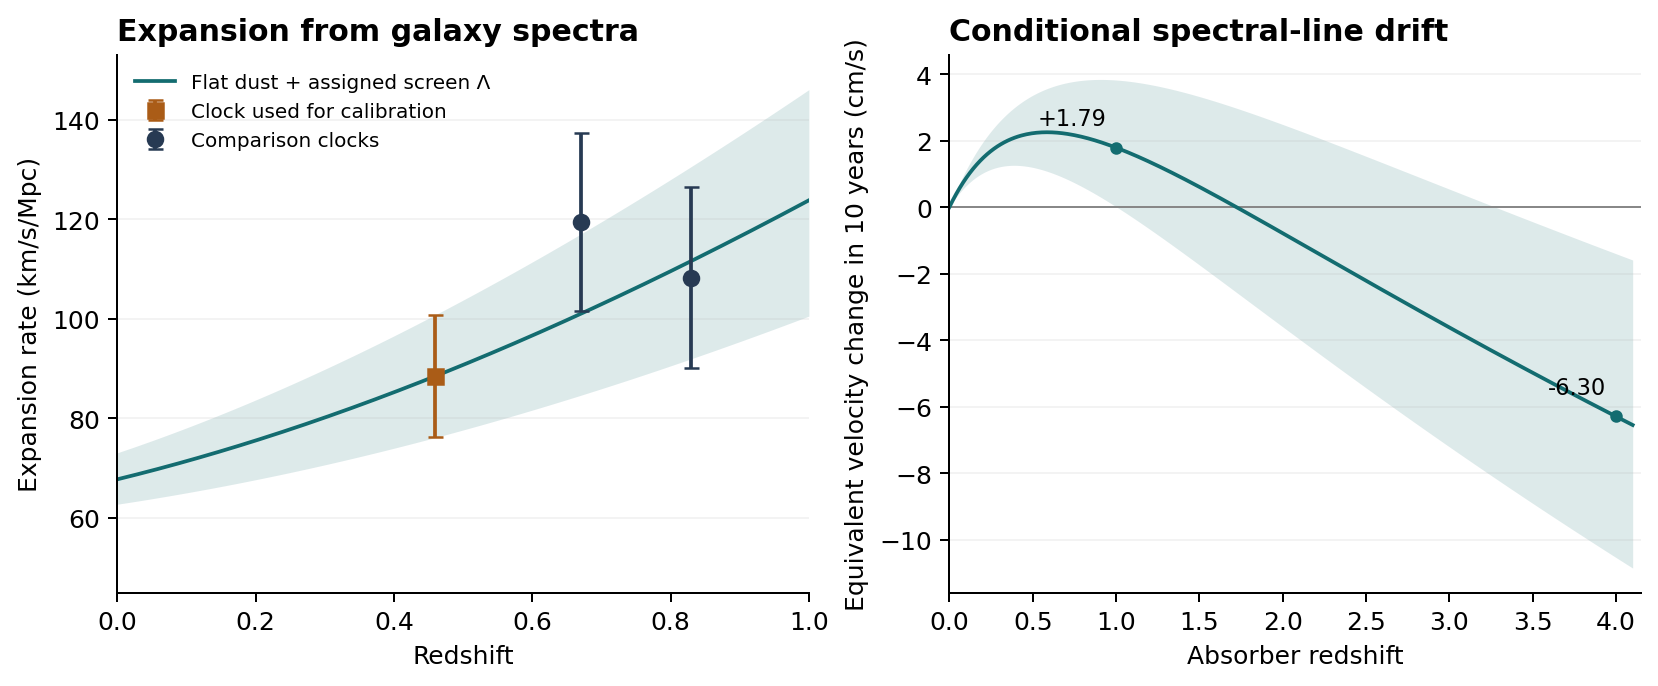 Expansion from galaxy spectra
Flat dust + assigned screen Λ
Clock used for calibration
Comparison clocks
Expansion rate (km/s/Mpc)
140
120
100
80
60
0.0 0.2 0.4 0.6 0.8 1.0
Redshift
Conditional spectral-line drift
Equivalent velocity change in 10 years (cm/s)
4
2
0
−2
−4
−6
−8
−10
+1.79
-6.30
0.0 0.5 1.0 1.5 2.0 2.5 3.0 3.5 4.0
Absorber redshift